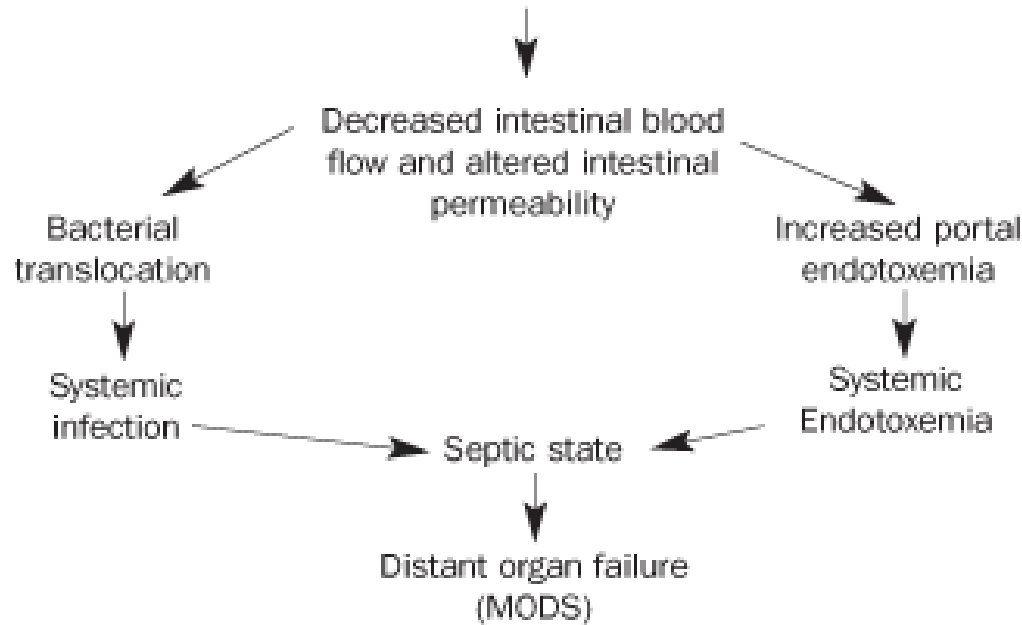 Decreased intestinal blood
flow and altered intestinal
permeability
Bacterial
translocation
Increased portal
endotoxemia
Systemic
infection
Systemic
Endotoxemia
Septic state
Distant organ failure
(MODS)